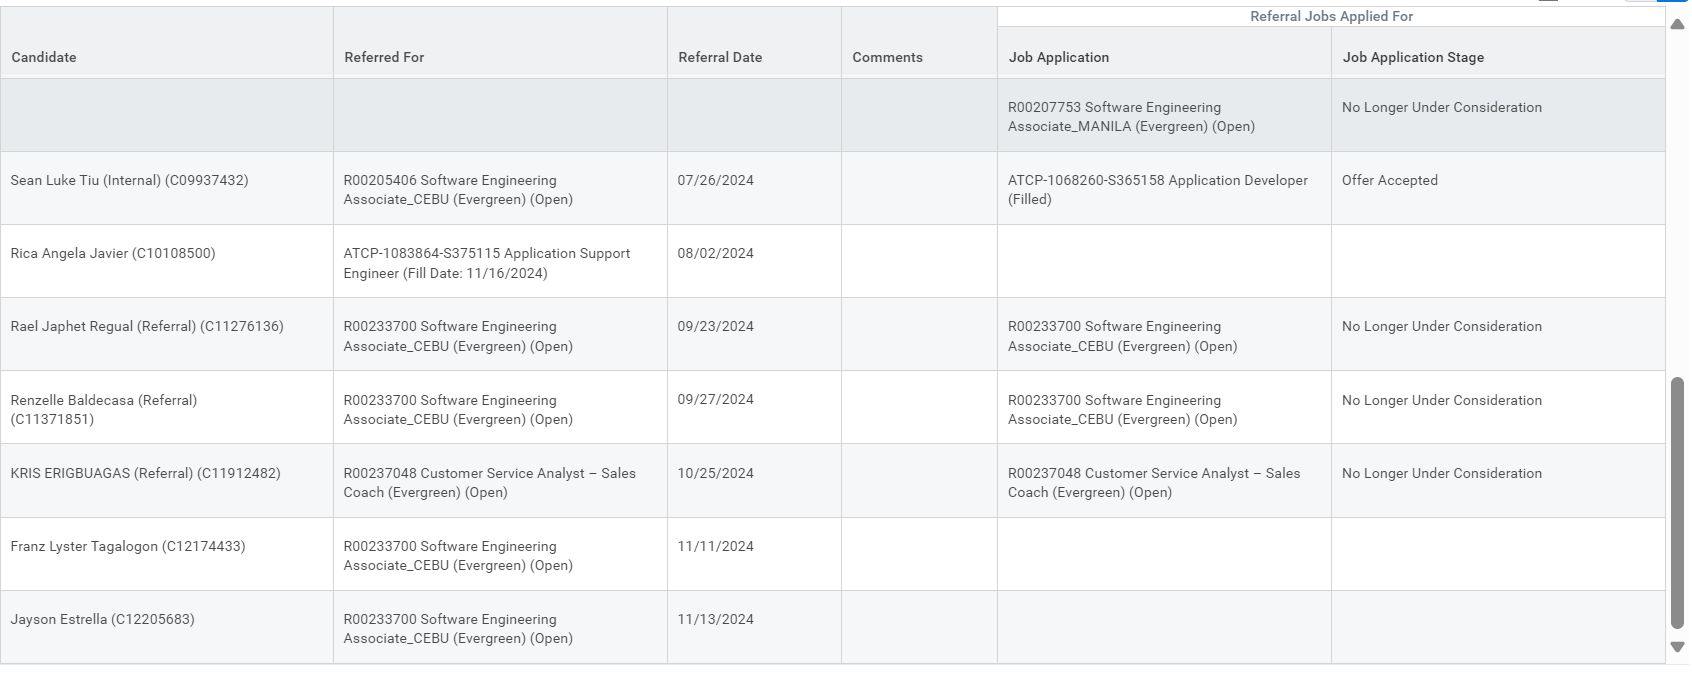 Referral Jobs Applied For
Candidate Referred For Referral Date Comments Job Application Job Application Stage
R00207753 Software Engineering No Longer Under Consideration
Associate_MANILA (Evergreen) (Open)
Sean Luke Tiu (Internal) (C09937432) R00205406 Software Engineering 07/26/2024 ATCP-1068260-S365158 Application Developer Offer Accepted
Associate_CEBU (Evergreen) (Open) (Filled)
Rica Angela Javier (C10108500) ATCP-1083864-S375115 Application Support 08/02/2024
Engineer (Fill Date: 11/16/2024)
Rael Japhet Regual (Referral) (C11276136) R00233700 Software Engineering 09/23/2024 R00233700 Software Engineering No Longer Under Consideration
Associate_CEBU (Evergreen) (Open) Associate_CEBU (Evergreen) (Open)
Renzelle Baldecasa (Referral) R00233700 Software Engineering 09/27/2024 R00233700 Software Engineering No Longer Under Consideration
(C11371851) Associate_CEBU (Evergreen) (Open) Associate_CEBU (Evergreen) (Open)
KRIS ERIGBUAGAS (Referral) (C11912482) R00237048 Customer Service Analyst – Sales 10/25/2024 R00237048 Customer Service Analyst – Sales No Longer Under Consideration
Coach (Evergreen) (Open) Coach (Evergreen) (Open)
Franz Lyster Tagalogon (C12174433) R00233700 Software Engineering 11/11/2024
Associate_CEBU (Evergreen) (Open)
Jayson Estrella (C12205683) R00233700 Software Engineering 11/13/2024
Associate_CEBU (Evergreen) (Open)